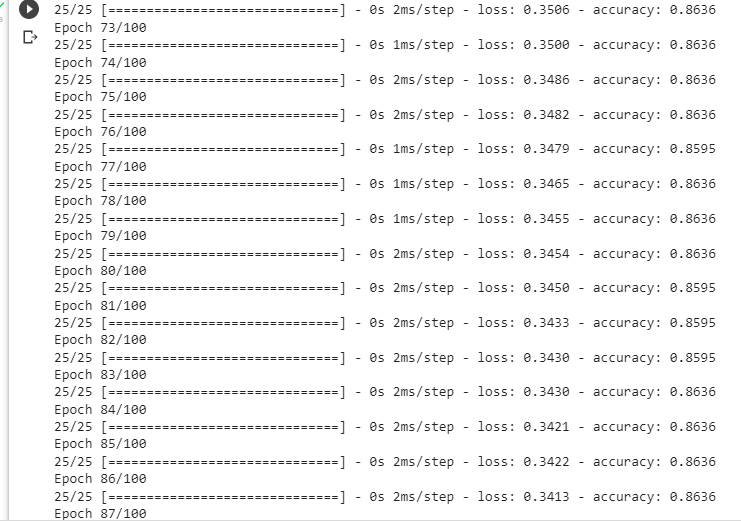 25/25 [==============================] - 0s 2ms/step - loss: 0.3506 - accuracy: 0.8636
Epoch 73/100
25/25 [==============================] - 0s 1ms/step - loss: 0.3500 - accuracy: 0.8636
Epoch 74/100
25/25 [==============================] - 0s 2ms/step - loss: 0.3486 - accuracy: 0.8636
Epoch 75/100
25/25 [==============================] - 0s 2ms/step - loss: 0.3482 - accuracy: 0.8636
Epoch 76/100
25/25 [==============================] - 0s 1ms/step - loss: 0.3479 - accuracy: 0.8595
Epoch 77/100
25/25 [==============================] - 0s 1ms/step - loss: 0.3465 - accuracy: 0.8636
Epoch 78/100
25/25 [==============================] - 0s 1ms/step - loss: 0.3455 - accuracy: 0.8636
Epoch 79/100
25/25 [==============================] - 0s 2ms/step - loss: 0.3454 - accuracy: 0.8636
Epoch 80/100
25/25 [==============================] - 0s 2ms/step - loss: 0.3450 - accuracy: 0.8595
Epoch 81/100
25/25 [==============================] - 0s 2ms/step - loss: 0.3433 - accuracy: 0.8595
Epoch 82/100
25/25 [==============================] - 0s 2ms/step - loss: 0.3430 - accuracy: 0.8595
Epoch 83/100
25/25 [==============================] - 0s 2ms/step - loss: 0.3430 - accuracy: 0.8636
Epoch 84/100
25/25 [==============================] - 0s 2ms/step - loss: 0.3421 - accuracy: 0.8636
Epoch 85/100
25/25 [==============================] - 0s 2ms/step - loss: 0.3422 - accuracy: 0.8636
Epoch 86/100
25/25 [==============================] - 0s 2ms/step - loss: 0.3413 - accuracy: 0.8636
Epoch 87/100